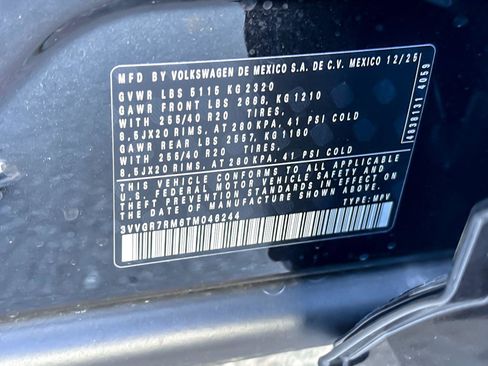 MFD BY VOLKSWAGEN DE MEXICO S.A. DE C.V. MEXICO 12/25
GVWR LBS 5115 KG 2320
GAWR FRONT LBS 2668, KG 1210
WITH 255/40 R20 TIRES,
8,5JX20 RIMS, AT 280 KPA, 41 PSI COLD
GAWR REAR LBS 2557, KG 1160
WITH 255/40 R20 TIRES,
8,5JX20 RIMS, AT 280 KPA, 41 PSI COLD
THIS VEHICLE CONFORMS TO ALL APPLICABLE
U.S. FEDERAL MOTOR VEHICLE SAFETY AND
THEFT PREVENTION STANDARDS IN EFFECT ON
THE DATE OF MANUFACTURE SHOWN ABOVE.
3VVGR7RM6TM046244 TYPE: MPV
4838131 4059